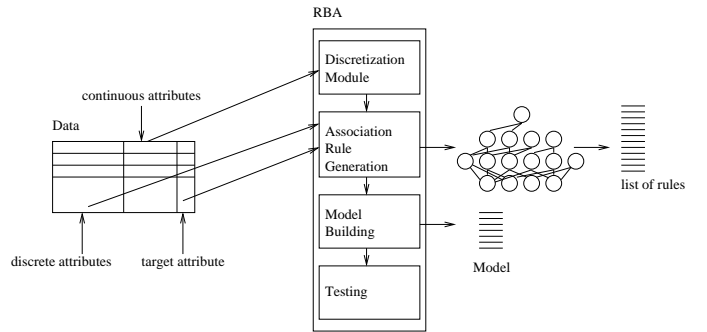 RBA
Discretization
Module
continuous attributes
Data
Association
Rule
Generation
list of rules
Model
Building
discrete attributes
target attribute
Model
Testing